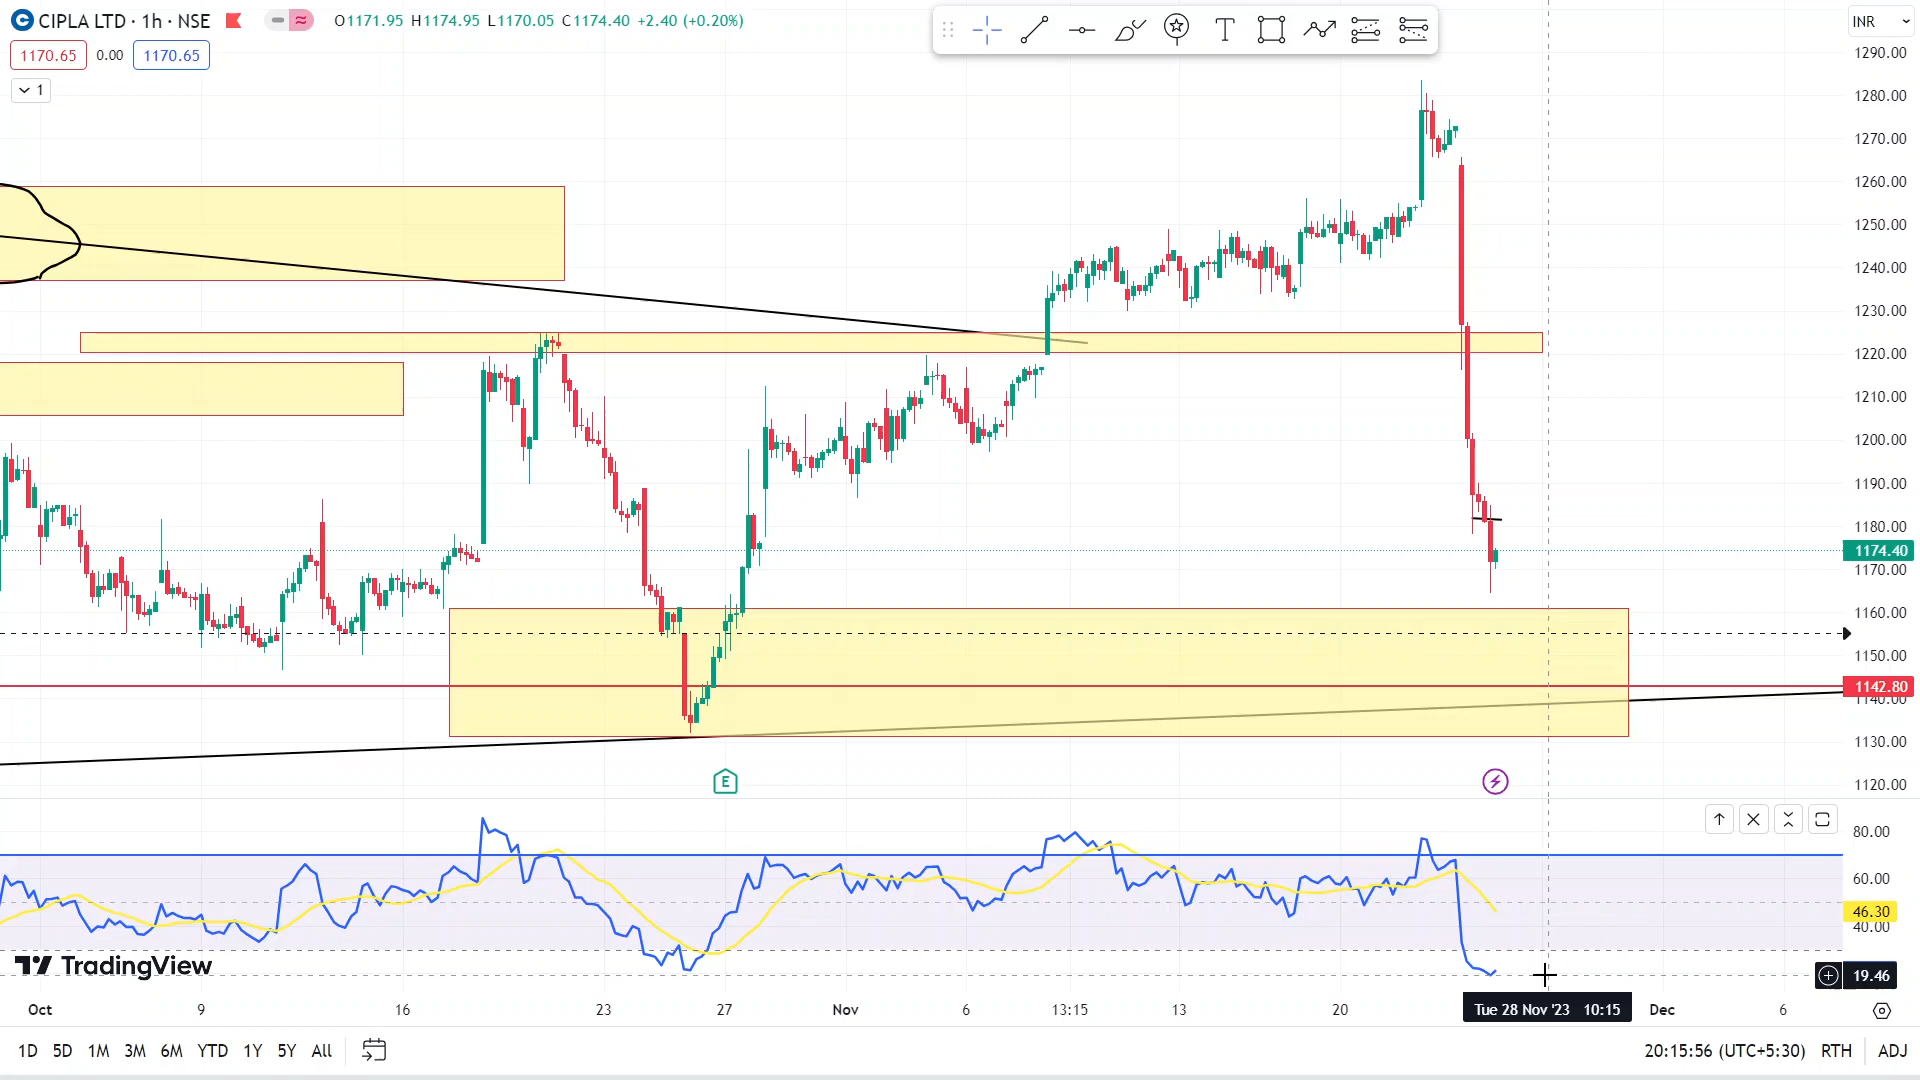 CIPLA LTD · 1h · NSE
O1171.95 H1174.95 L1170.05 C1174.40 +2.40 (+0.20%)
INR
1170.65 0.00 1170.65
1
1290.00
1280.00
1270.00
1260.00
1250.00
1240.00
1230.00
1220.00
1210.00
1200.00
1190.00
1180.00
1174.40
1170.00
1160.00
1150.00
1142.80
1140.00
1130.00
1120.00
E
80.00
60.00
46.30
40.00
19.46
TradingView
Oct 9 16 23 27 Nov 6 13:15 13 20 Tue 28 Nov '23 10:15 Dec 6
1D 5D 1M 3M 6M YTD 1Y 5Y All
20:15:56 (UTC+5:30) RTH ADJ